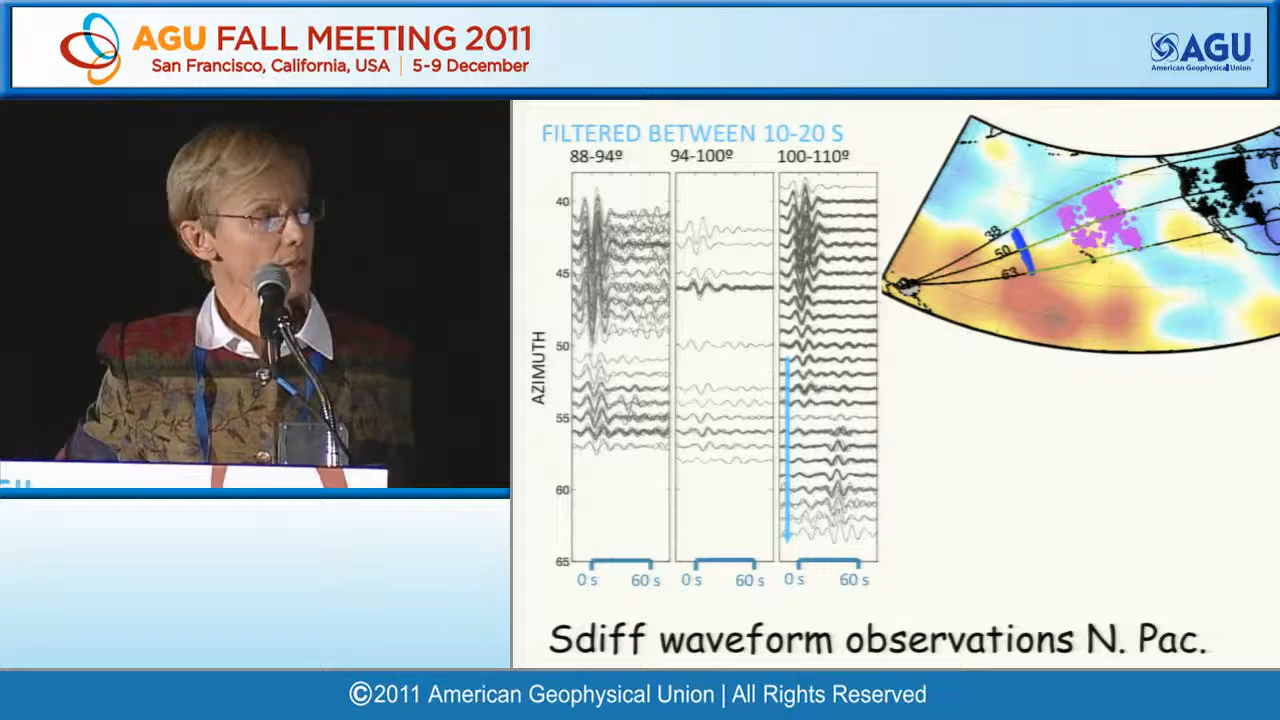 AGU FALL MEETING 2011
San Francisco, California, USA | 5-9 December
AGU
American Geophysical Union
FILTERED BETWEEN 10-20 S
88-94º 94-100º 100-110º
40
45
50
55
60
65
AZIMUTH
0 s 60 s 0 s 60 s 0 s 60 s
38
50
63
Sdiff waveform observations N. Pac.
©2011 American Geophysical Union | All Rights Reserved